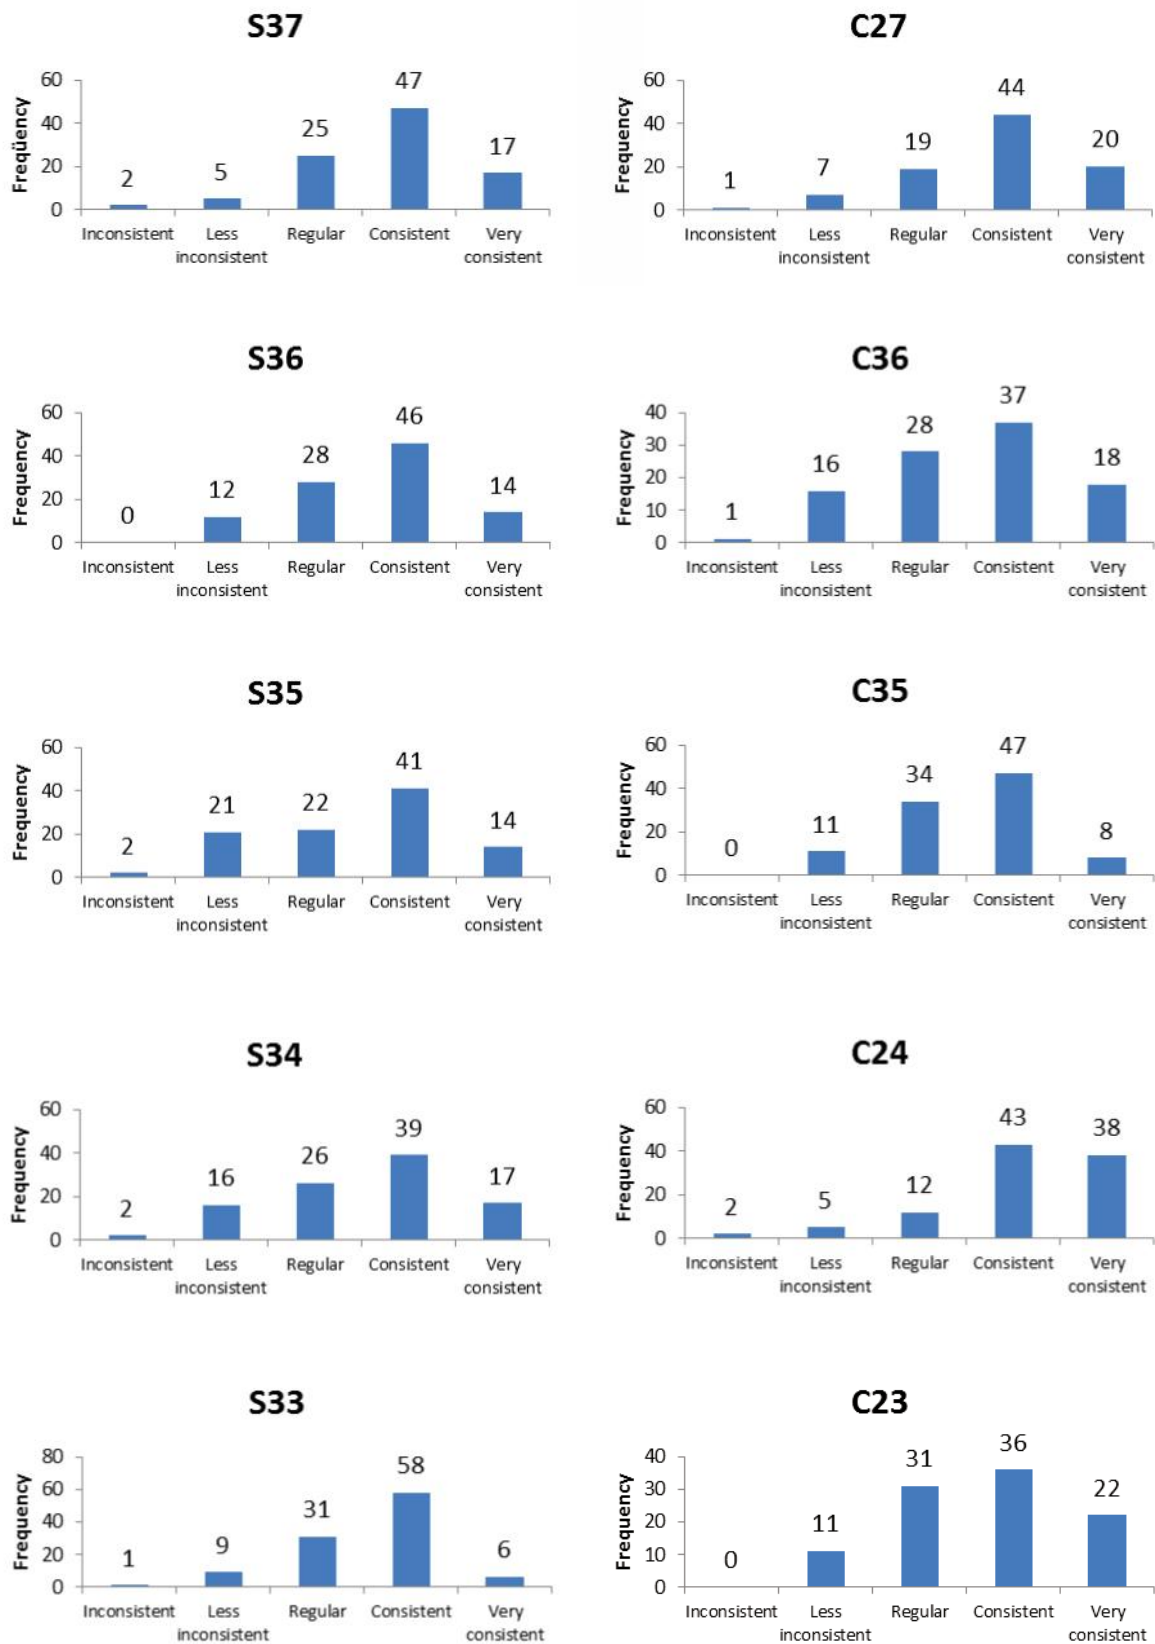 S37
Freqüency
60
40
20
0
2
5
25
47
17
Inconsistent Less Regular Consistent Very
inconsistent consistent
C27
Frequency
60
40
20
0
1
7
19
44
20
Inconsistent Less Regular Consistent Very
inconsistent consistent
S36
Frequency
60
40
20
0
0
12
28
46
14
Inconsistent Less Regular Consistent Very
inconsistent consistent
C36
Frequency
40
30
20
10
0
1
16
28
37
18
Inconsistent Less Regular Consistent Very
inconsistent consistent
S35
Frequency
60
40
20
0
2
21
22
41
14
Inconsistent Less Regular Consistent Very
inconsistent consistent
C35
Frequency
60
40
20
0
0
11
34
47
8
Inconsistent Less Regular Consistent Very
inconsistent consistent
S34
Frequency
60
40
20
0
2
16
26
39
17
Inconsistent Less Regular Consistent Very
inconsistent consistent
C24
Frequency
60
40
20
0
2
5
12
43
38
Inconsistent Less Regular Consistent Very
inconsistent consistent
S33
Frequency
80
60
40
20
0
1
9
31
58
6
Inconsistent Less Regular Consistent Very
inconsistent consistent
C23
Frequency
40
30
20
10
0
0
11
31
36
22
Inconsistent Less Regular Consistent Very
inconsistent consistent